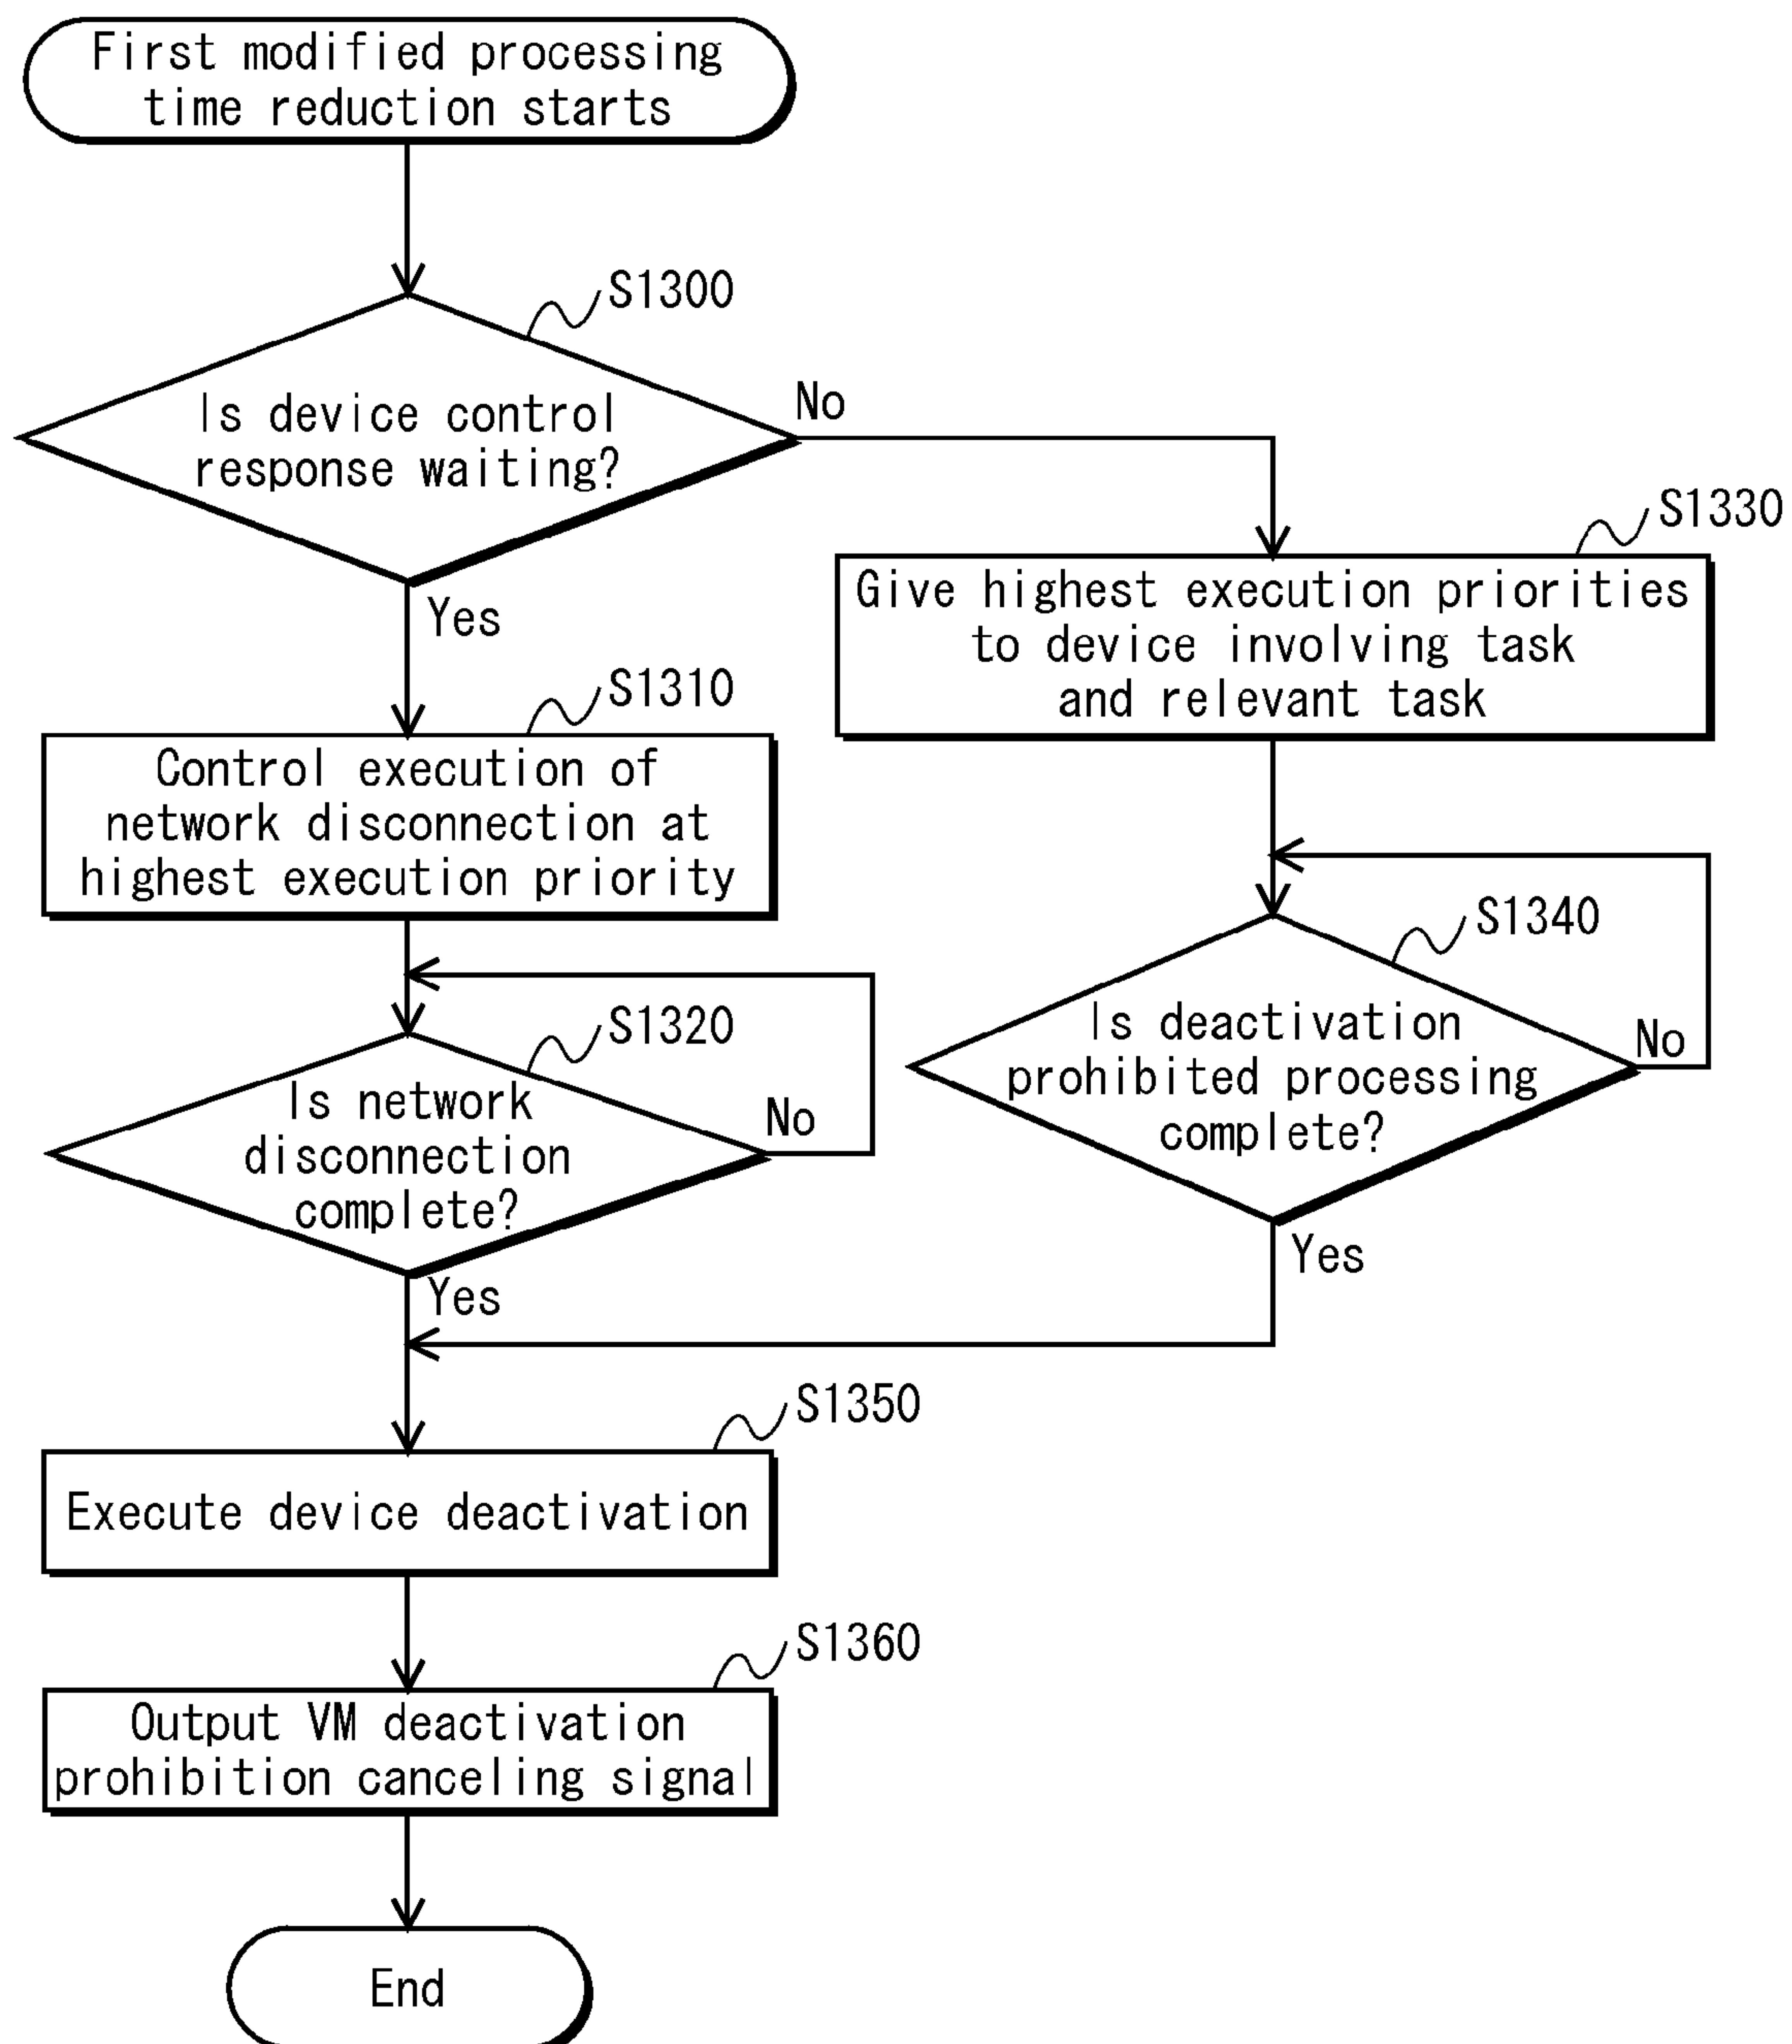 First modified processing
time reduction starts
S1300
Is device control
response waiting?
No
Yes
S1330
Give highest execution priorities
to device involving task
and relevant task
S1310
Control execution of
network disconnection at
highest execution priority
S1340
Is deactivation
prohibited processing
complete?
No
Yes
S1320
Is network
disconnection
complete?
No
Yes
S1350
Execute device deactivation
S1360
Output VM deactivation
prohibition canceling signal
End